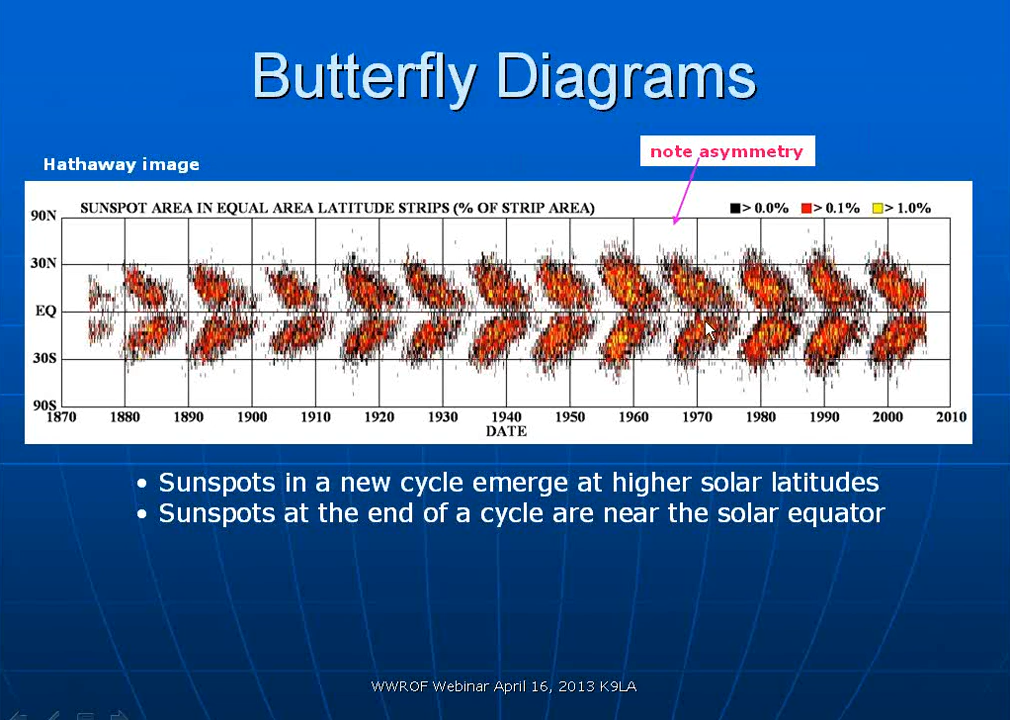 Butterfly Diagrams
note asymmetry
Hathaway image
SUNSPOT AREA IN EQUAL AREA LATITUDE STRIPS (% OF STRIP AREA) > 0.0% > 0.1% > 1.0%
90N
30N
EQ
30S
90S
1870 1880 1890 1900 1910 1920 1930 1940 1950 1960 1970 1980 1990 2000 2010
DATE
• Sunspots in a new cycle emerge at higher solar latitudes
• Sunspots at the end of a cycle are near the solar equator
WWROF Webinar April 16, 2013 K9LA